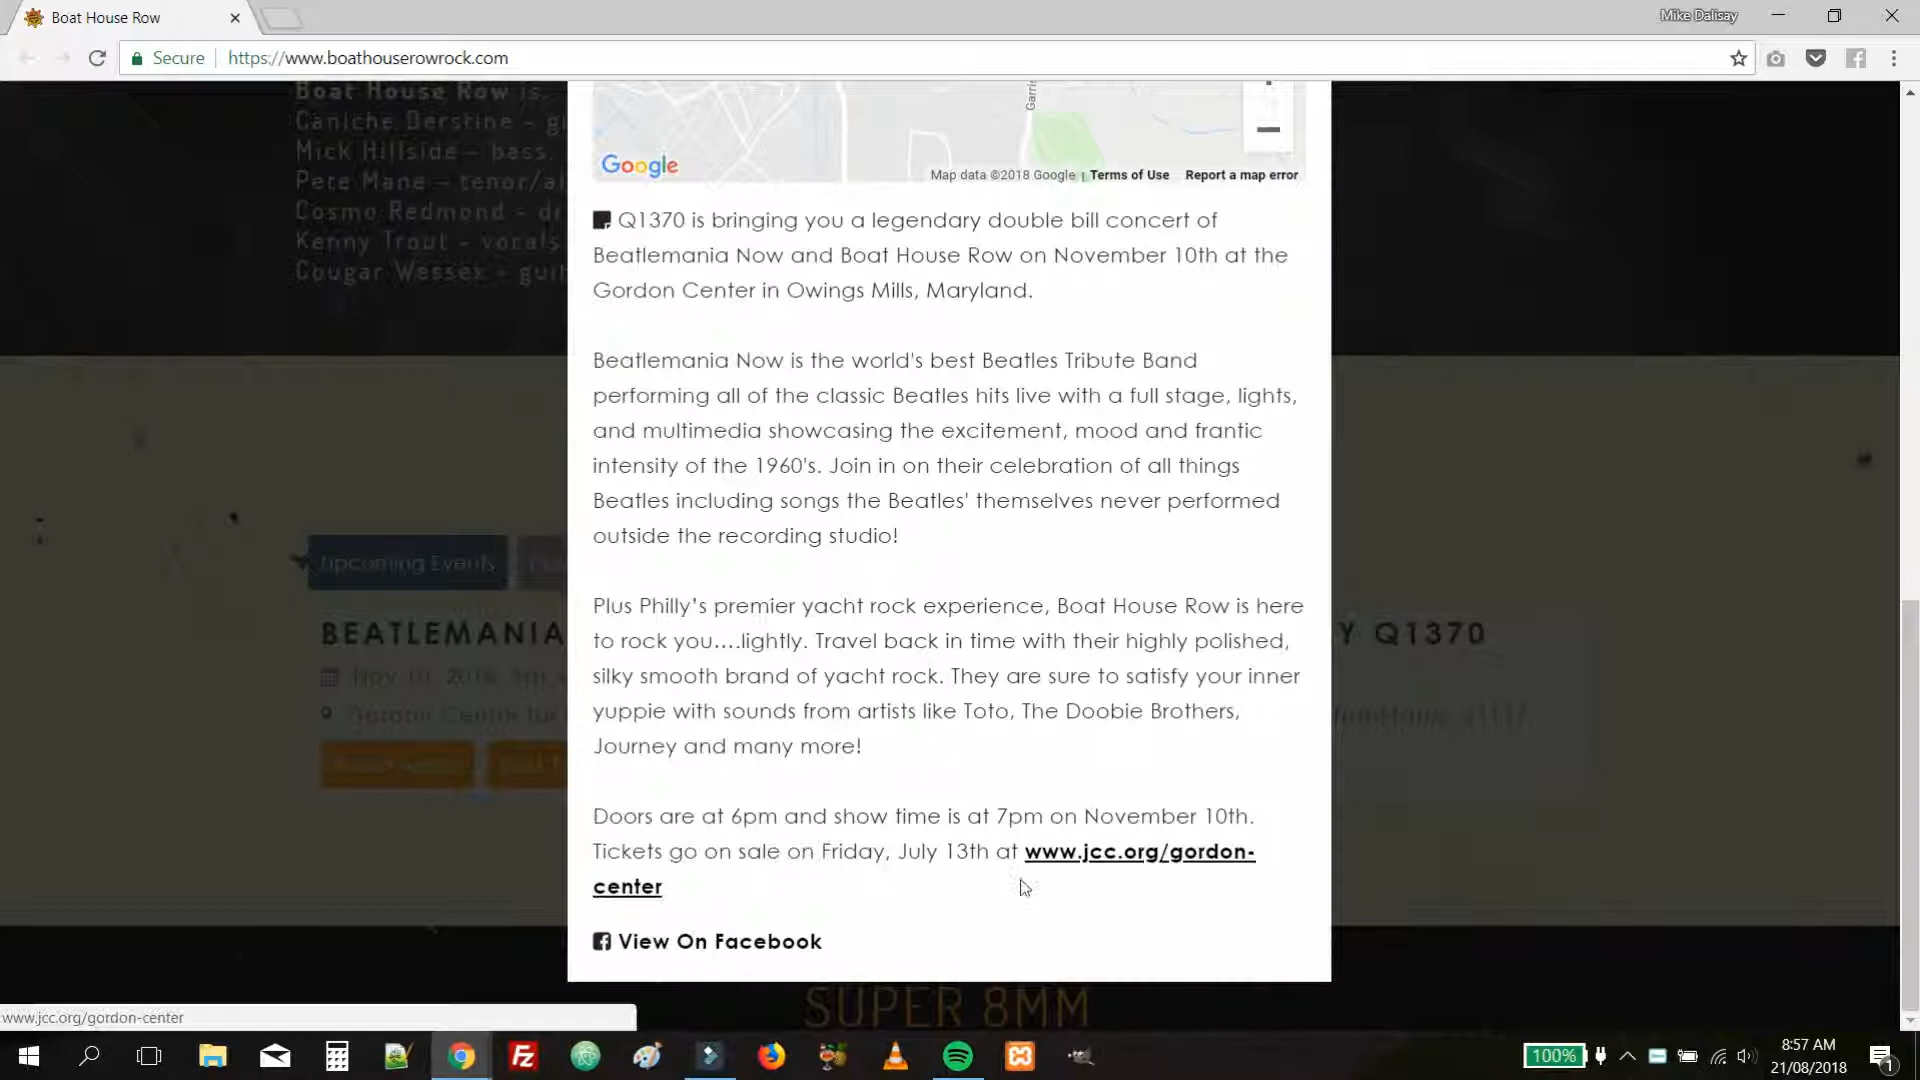 Boat House Row
Mike Dalisay
Secure
https://www.boathouserowrock.com
Boat House Row is
Caniche Derstine - g
Mick Hillside - bass,
Pete Mane - tenor/al
Cosmo Redmond - dr
Kenny Trout - vocals
Cougar Wessex - gui
Garri
Google
Map data ©2018 Google
Terms of Use
Report a map error
Q1370 is bringing you a legendary double bill concert of
Beatlemania Now and Boat House Row on November 10th at the
Gordon Center in Owings Mills, Maryland.
Beatlemania Now is the world's best Beatles Tribute Band
performing all of the classic Beatles hits live with a full stage, lights,
and multimedia showcasing the excitement, mood and frantic
intensity of the 1960's. Join in on their celebration of all things
Beatles including songs the Beatles' themselves never performed
outside the recording studio!
Plus Philly’s premier yacht rock experience, Boat House Row is here
to rock you....lightly. Travel back in time with their highly polished,
silky smooth brand of yacht rock. They are sure to satisfy your inner
yuppie with sounds from artists like Toto, The Doobie Brothers,
Journey and many more!
Doors are at 6pm and show time is at 7pm on November 10th.
Tickets go on sale on Friday, July 13th at www.jcc.org/gordon-
center
View On Facebook
Upcoming Events
BEATLEMANIA
Y Q1370
Nov 10, 2018
Gordon Center for
SUPER 8MM
www.jcc.org/gordon-center
100%
8:57 AM
21/08/2018
1